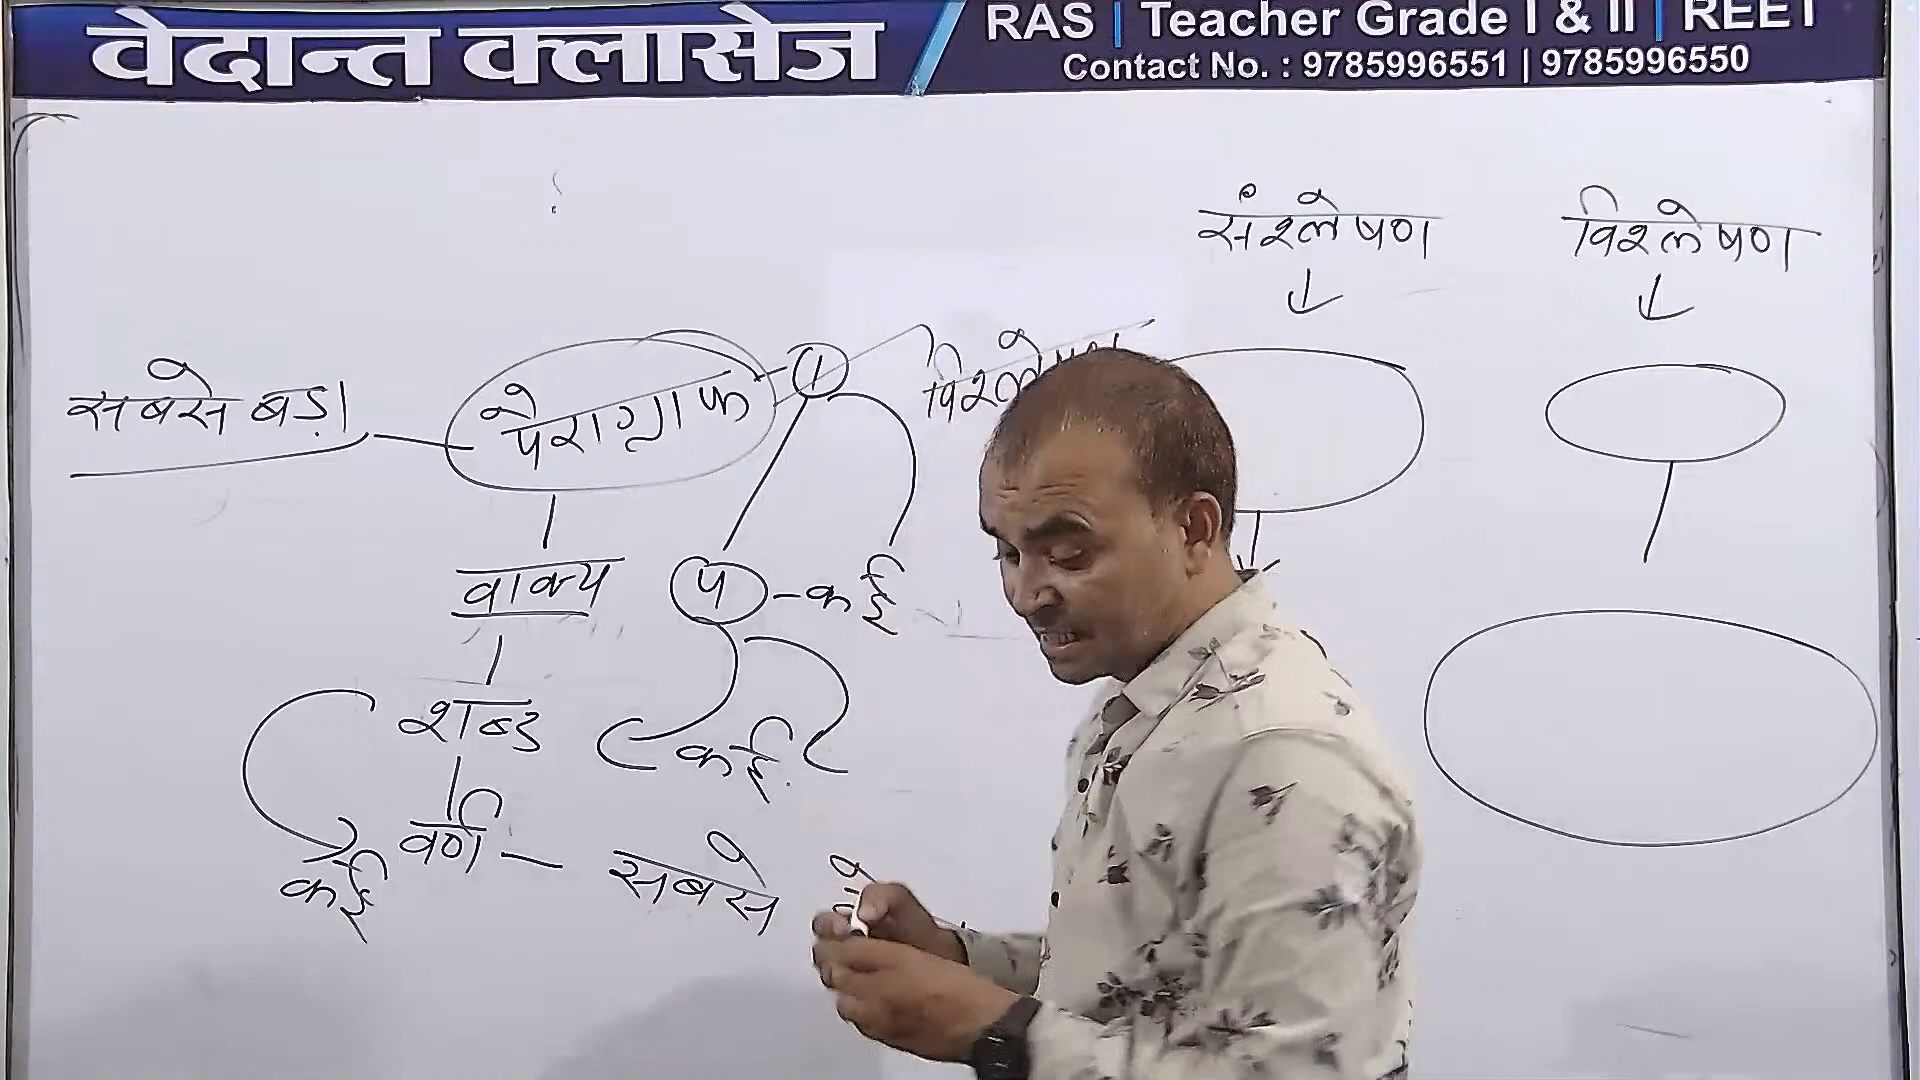 वेदान्त क्लासेज
RAS | Teacher Grade I & II | REET
Contact No. : 9785996551 | 9785996550
संश्लेषण विश्लेषण
सबसे बड़ा पैराग्राफ 1
वाक्य 4 - कई
शब्द कई
वर्ण - सबसे
कई